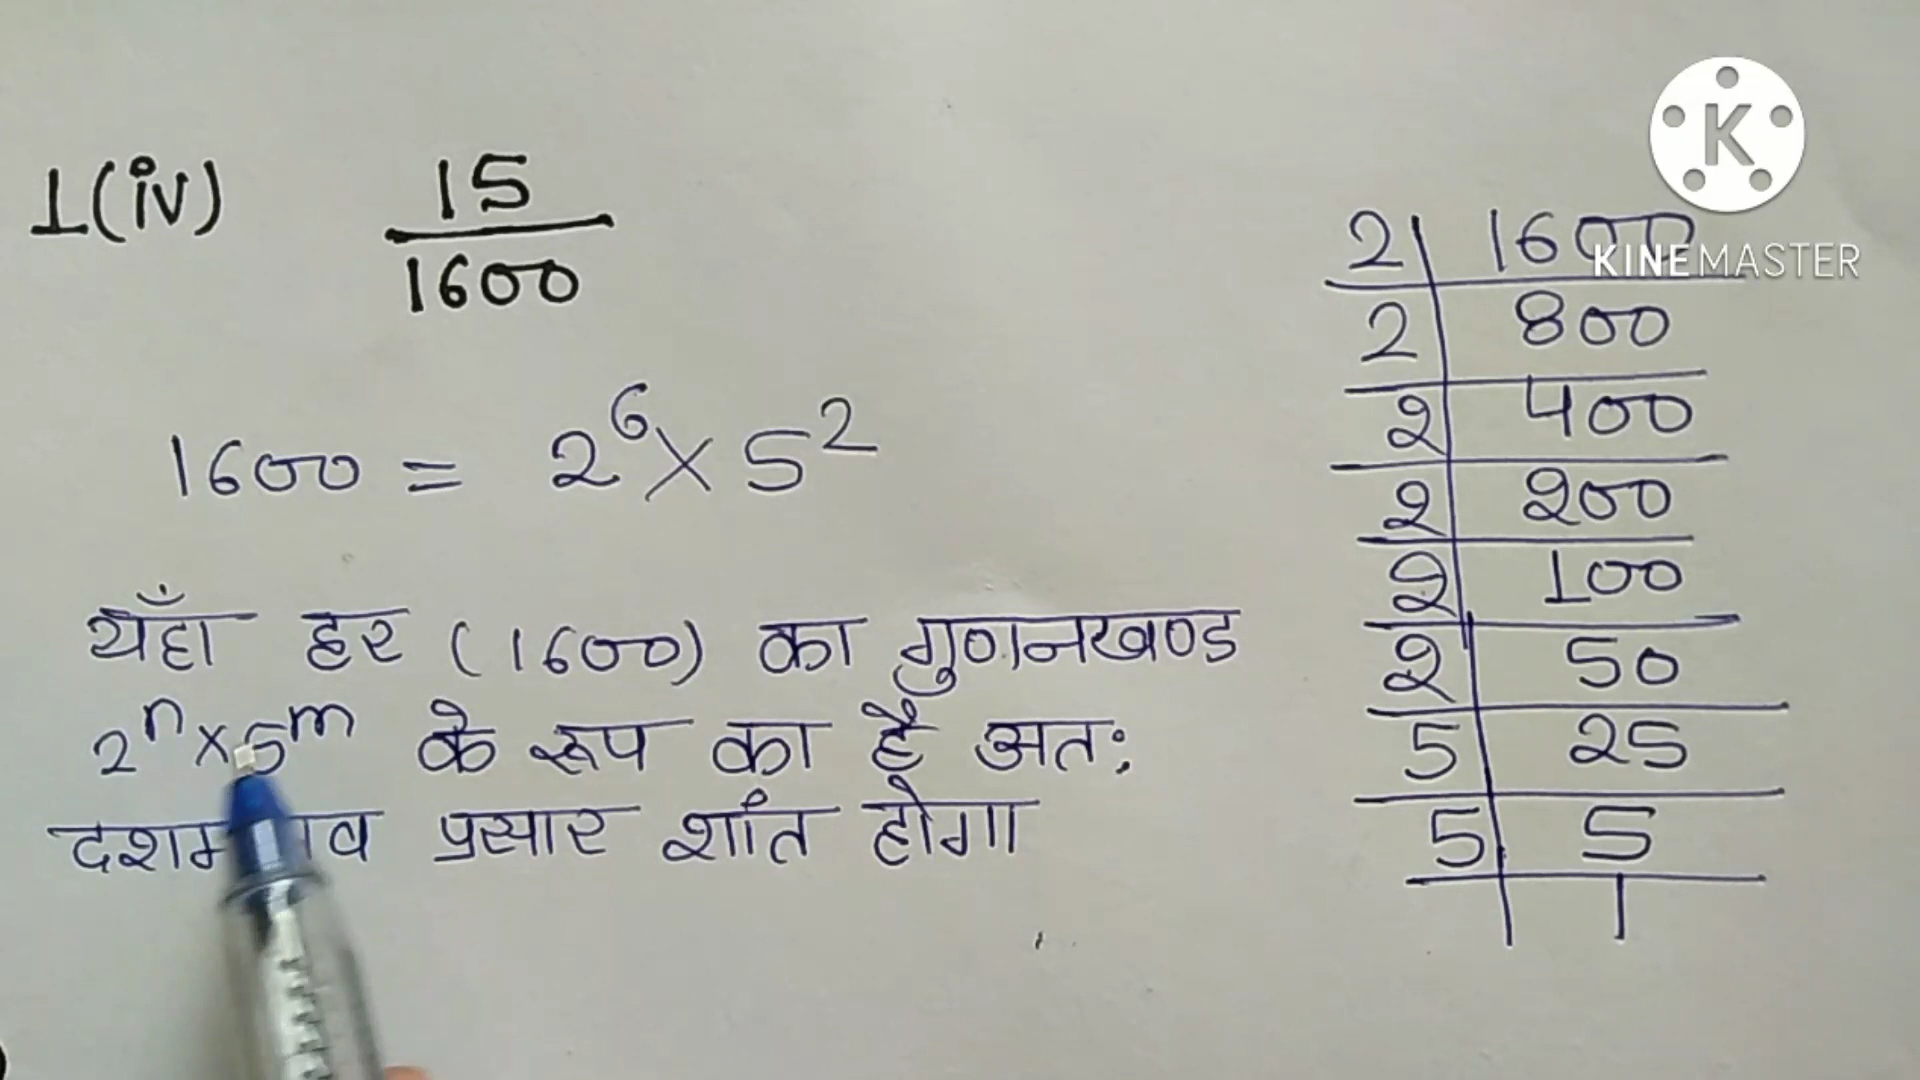 1(iv) 15/1600
1600 = 2⁶ × 5²
यहाँ हर (1600) का गुणनखण्ड
2ⁿ×5ᵐ के रूप का है अतः
प्रसार शांत होगा
2 | 1600
2 | 800
2 | 400
2 | 200
2 | 100
2 | 50
5 | 25
5 | 5
| 1
K
KINEMASTER